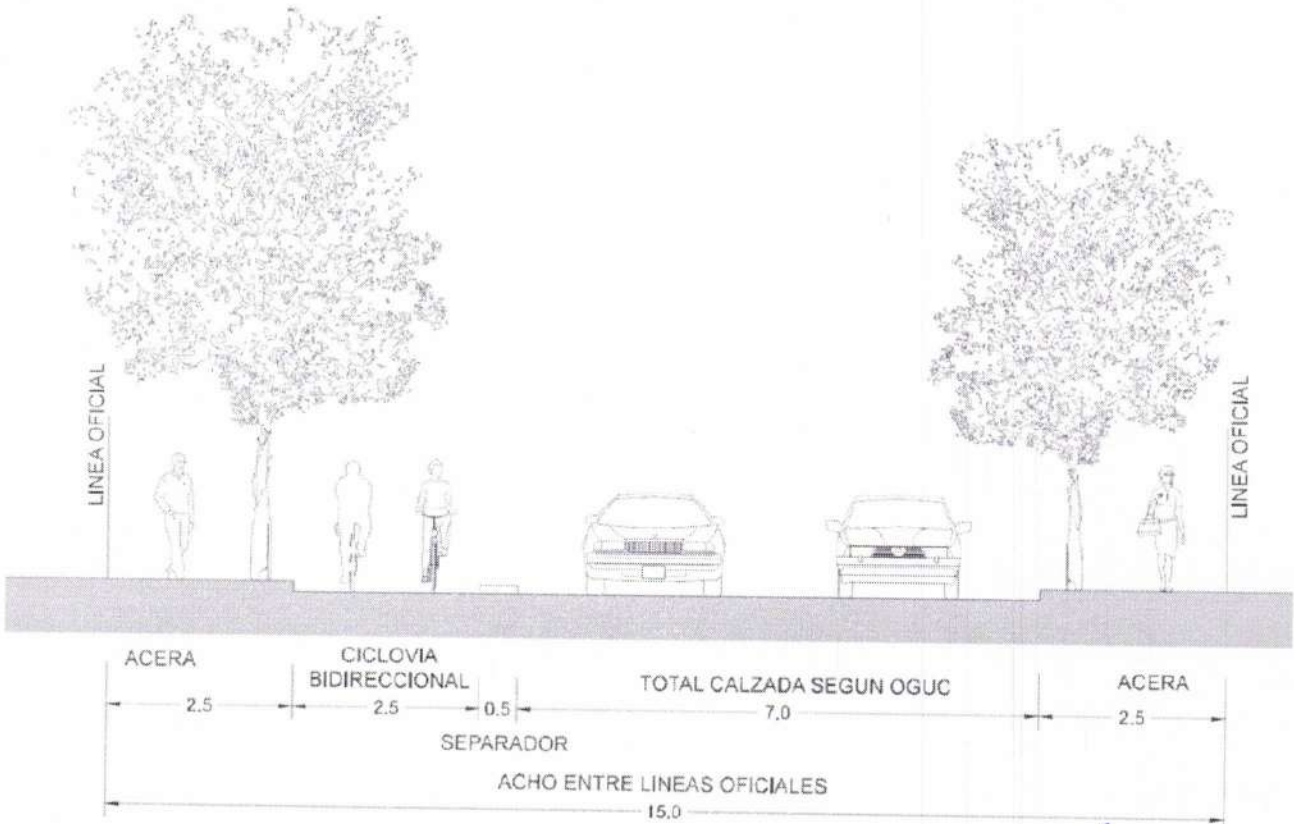 LINEA OFICIAL
LINEA OFICIAL
ACERA
CICLOVIA
BIDIRECCIONAL
TOTAL CALZADA SEGUN OGUC
ACERA
2.5
2.5
0.5
7.0
2.5
SEPARADOR
ACHO ENTRE LINEAS OFICIALES
15.0